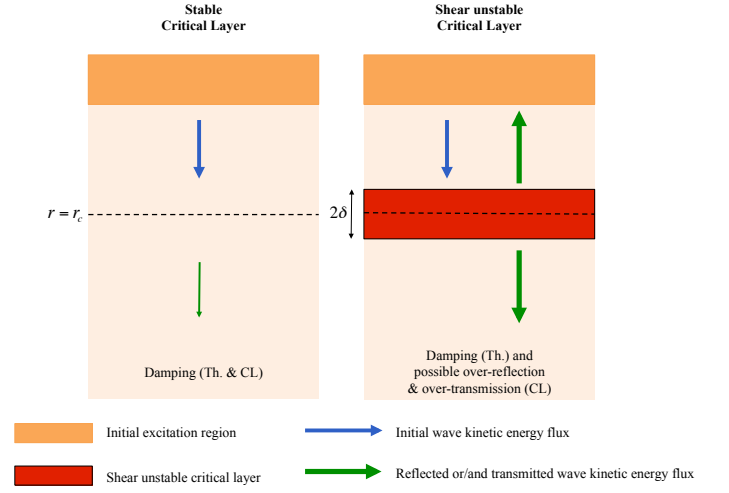 Stable
Critical Layer
Shear unstable
Critical Layer
r = r_c
2δ
Damping (Th. & CL)
Damping (Th.) and
possible over-reflection
& over-transmission (CL)
Initial excitation region
Initial wave kinetic energy flux
Shear unstable critical layer
Reflected or/and transmitted wave kinetic energy flux